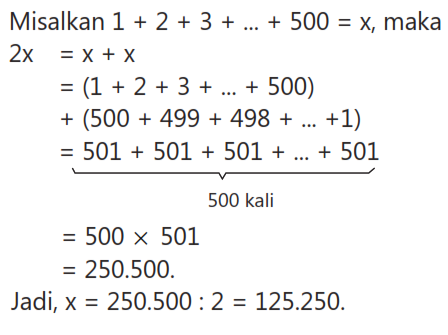 Misalkan 1 + 2 + 3 + ... + 500 = x, maka
2x = x + x
= (1 + 2 + 3 + ... + 500)
+ (500 + 499 + 498 + ... +1)
= 501 + 501 + 501 + ... + 501
500 kali
= 500 × 501
= 250.500.
Jadi, x = 250.500 : 2 = 125.250.